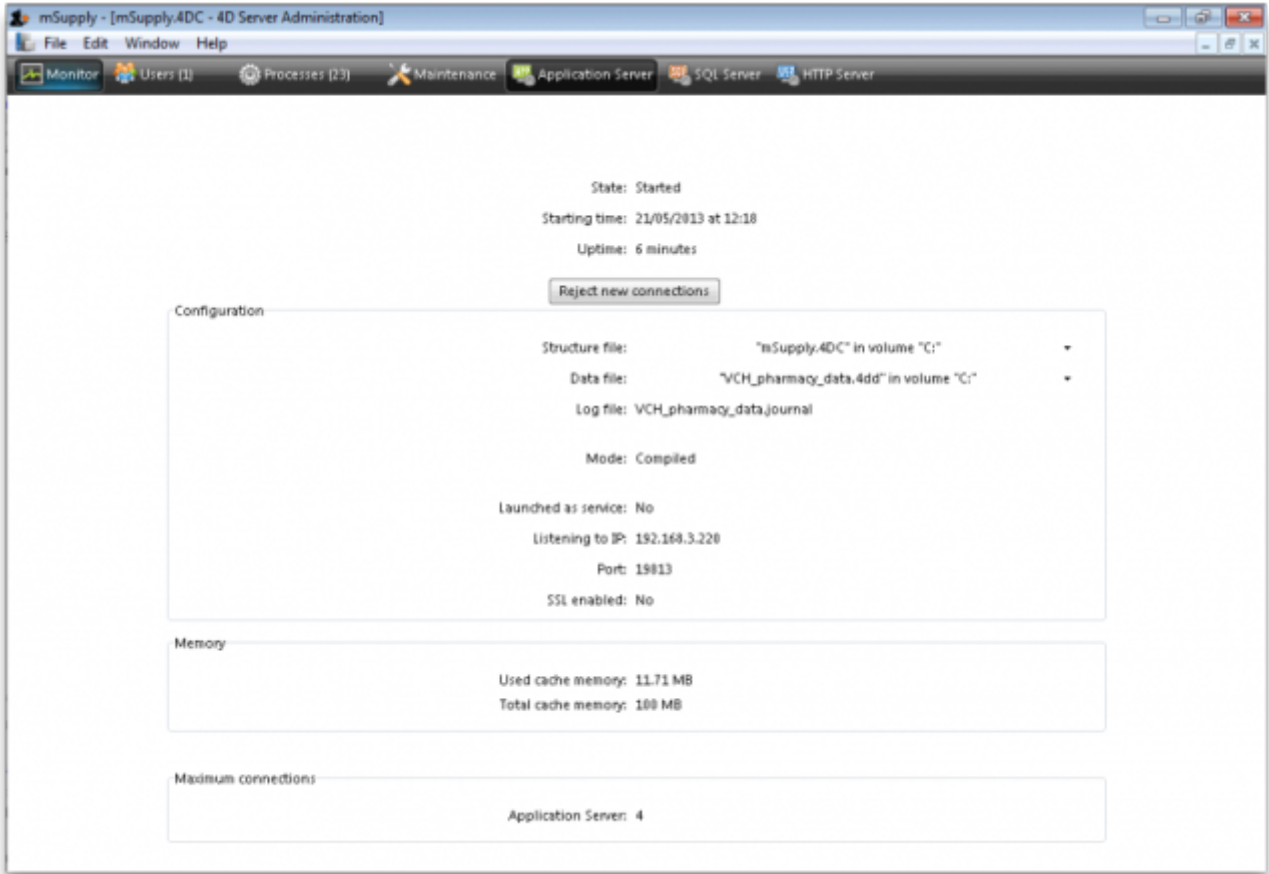 mSupply - [mSupply.4DC - 4D Server Administration]
File Edit Window Help
Monitor Users (1) Processes (23) Maintenance Application Server SQL Server HTTP Server
State: Started
Starting time: 21/05/2013 at 12:18
Uptime: 6 minutes
Reject new connections
Configuration
Structure file: "mSupply.4DC" in volume "C:"
Data file: "VCH_pharmacy_data.4dd" in volume "C:"
Log file: VCH_pharmacy_data.journal
Mode: Compiled
Launched as service: No
Listening to IP: 192.168.3.220
Port: 19813
SSL enabled: No
Memory
Used cache memory: 11.71 MB
Total cache memory: 100 MB
Maximum connections
Application Server: 4